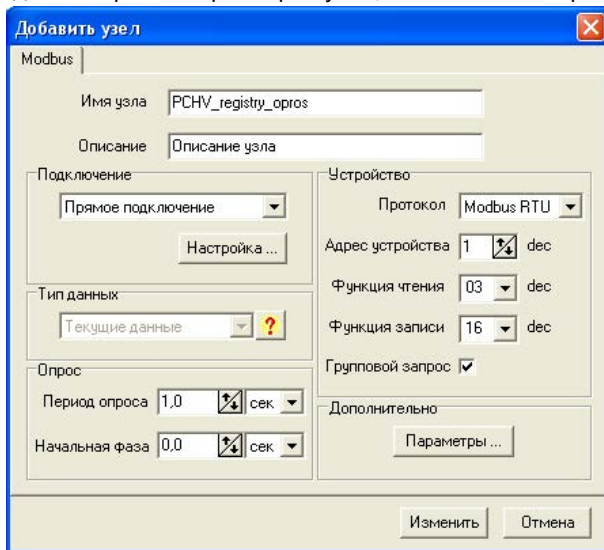 Добавить узел
Modbus
Имя узла PCHV_registry_opros
Описание Описание узла
Подключение
Прямое подключение
Настройка ...
Тип данных
Текущие данные ?
Опрос
Период опроса 1,0 сек
Начальная фаза 0,0 сек
Устройство
Протокол Modbus RTU
Адрес устройства 1 dec
Функция чтения 03 dec
Функция записи 16 dec
Групповой запрос
Дополнительно
Параметры ...
Изменить Отмена